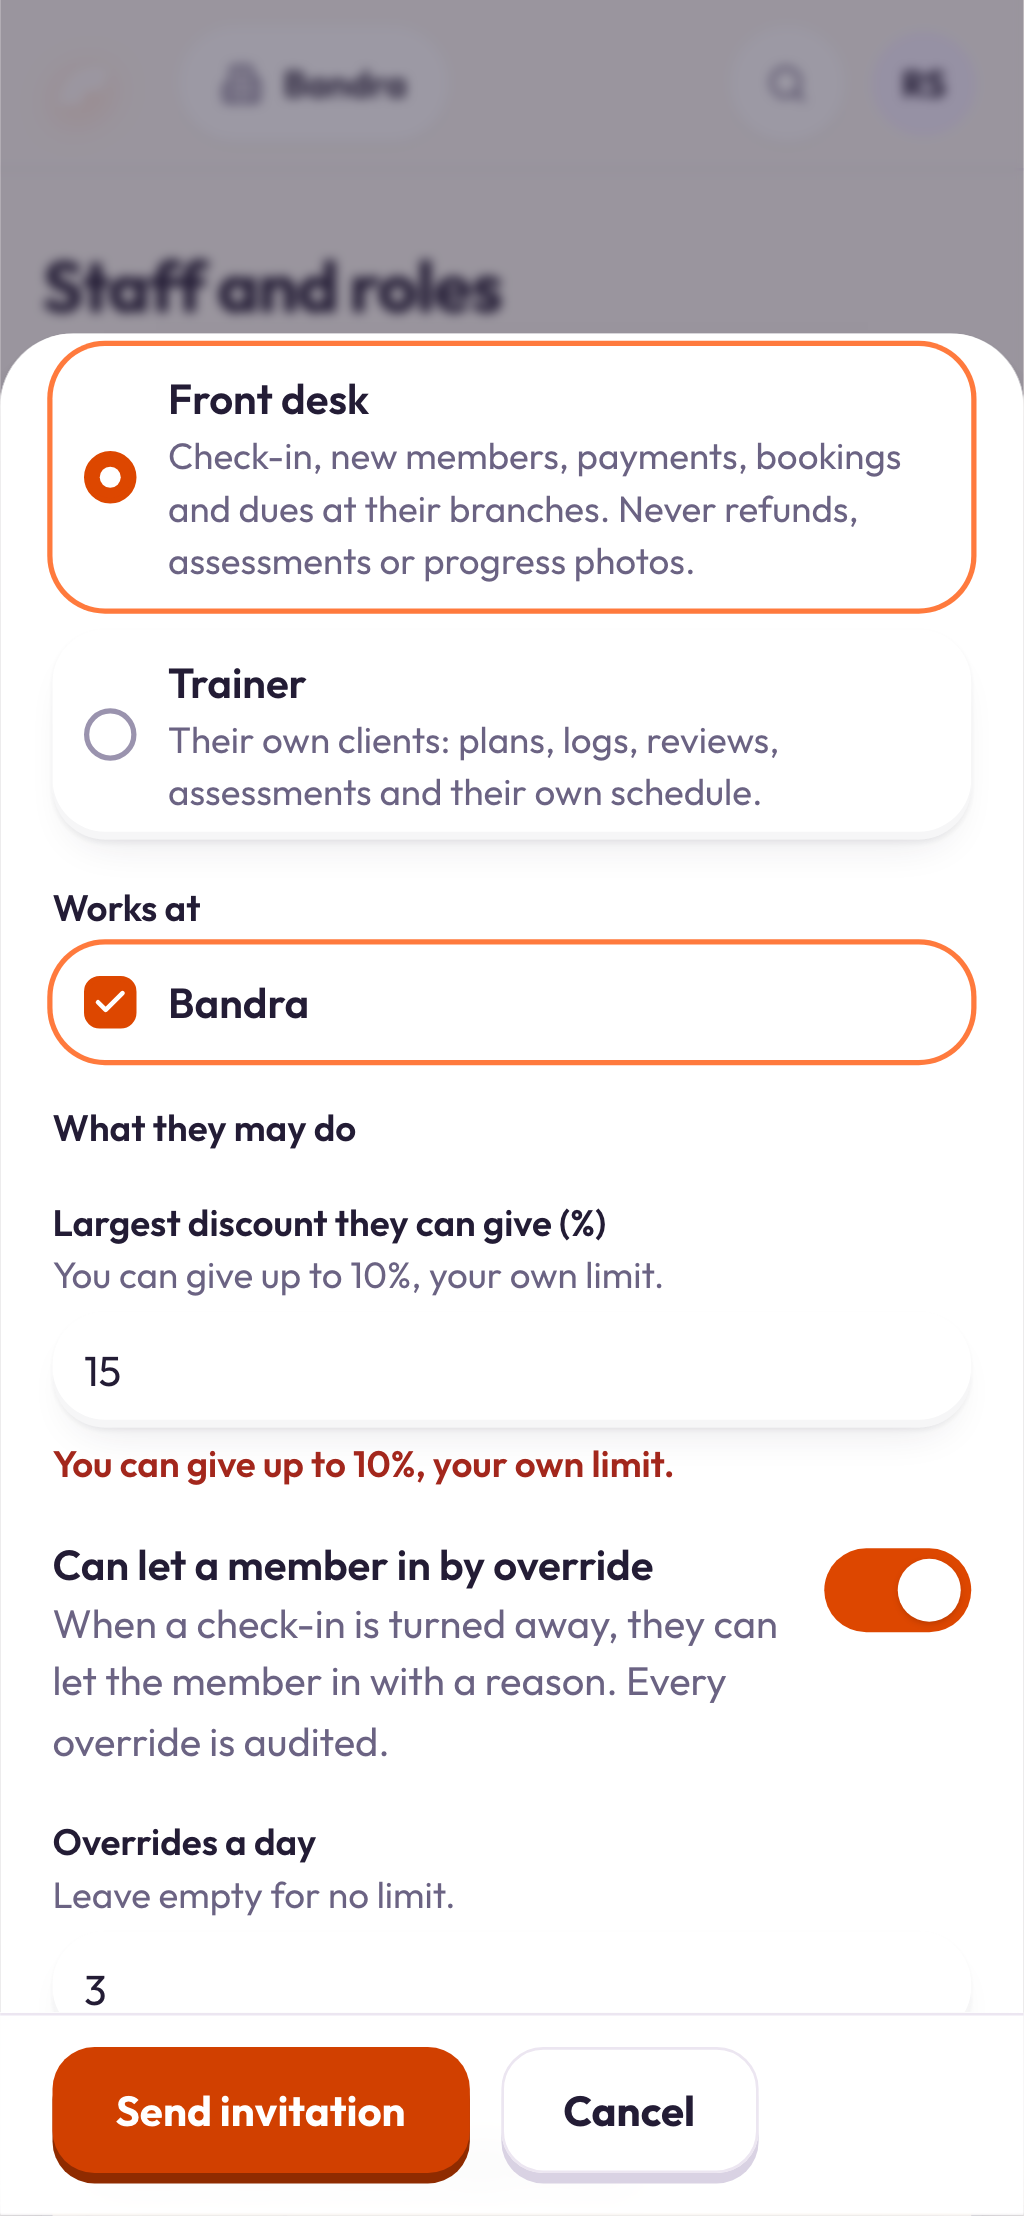 Bandra
RS
Staff and roles
Front desk
Check-in, new members, payments, bookings
and dues at their branches. Never refunds,
assessments or progress photos.
Trainer
Their own clients: plans, logs, reviews,
assessments and their own schedule.
Works at
Bandra
What they may do
Largest discount they can give (%)
You can give up to 10%, your own limit.
15
You can give up to 10%, your own limit.
Can let a member in by override
When a check-in is turned away, they can
let the member in with a reason. Every
override is audited.
Overrides a day
Leave empty for no limit.
3
Send invitation
Cancel